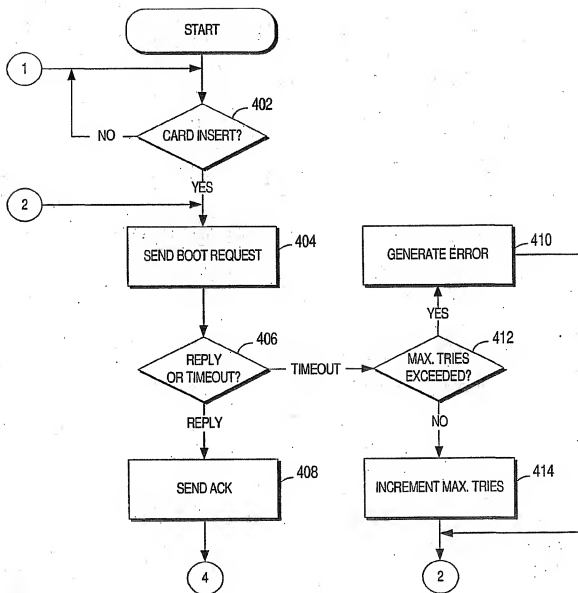 START
1
402
CARD INSERT?
NO
YES
2
SEND BOOT REQUEST
404
GENERATE ERROR
410
YES
406
REPLY
OR TIMEOUT?
TIMEOUT
412
MAX. TRIES
EXCEEDED?
REPLY
NO
SEND ACK
408
INCREMENT MAX. TRIES
414
4
2